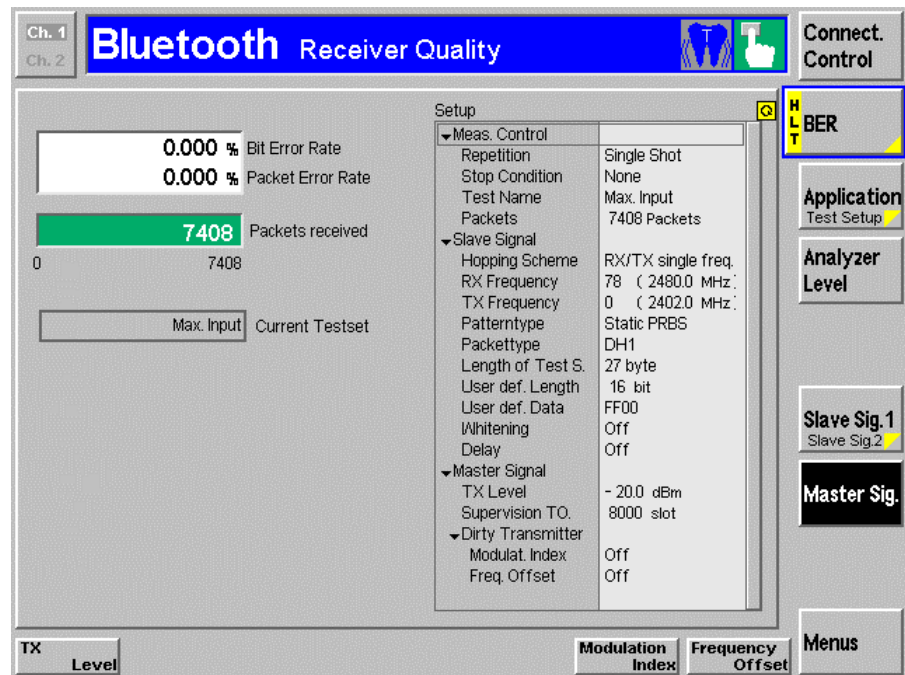 Ch. 1
Ch. 2
Bluetooth Receiver Quality
T
Connect.
Control
0.000 % Bit Error Rate
0.000 % Packet Error Rate
7408 Packets received
0 7408
Max. Input Current Testset
Setup
Meas. Control
Repetition Single Shot
Stop Condition None
Test Name Max. Input
Packets 7408 Packets
Slave Signal
Hopping Scheme RX/TX single freq.
RX Frequency 78 ( 2480.0 MHz
TX Frequency 0 ( 2402.0 MHz
Patterntype Static PRBS
Packettype DH1
Length of Test S. 27 byte
User def. Length 16 bit
User def. Data FF00
Whitening Off
Delay Off
Master Signal
TX Level - 20.0 dBm
Supervision TO. 8000 slot
Dirty Transmitter
Modulat. Index Off
Freq. Offset Off
HLT
BER
Application
Test Setup
Analyzer
Level
Slave Sig.1
Slave Sig.2
Master Sig.
TX
Level
Modulation
Index
Frequency
Offset
Menus